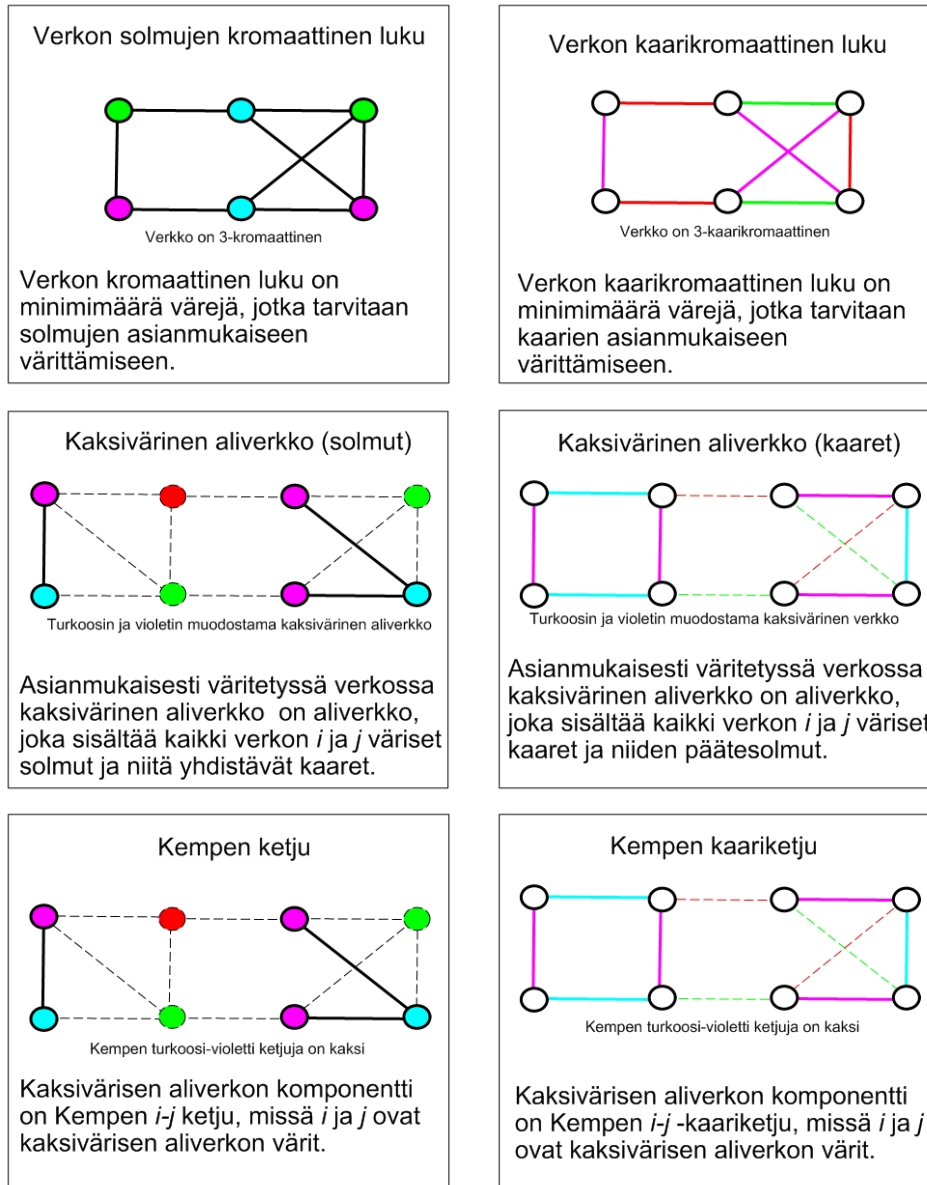 Verkon solmujen kromaattinen luku
Verkko on 3-kromaattinen
Verkon kromaattinen luku on
minimimäärä värejä, jotka tarvitaan
solmujen asianmukaiseen
värittämiseen.
Verkon kaarikromaattinen luku
Verkko on 3-kaarikromaattinen
Verkon kaarikromaattinen luku on
minimimäärä värejä, jotka tarvitaan
kaarien asianmukaiseen
värittämiseen.
Kaksivärinen aliverkko (solmut)
Turkoosin ja violetin muodostama kaksivärinen aliverkko
Asianmukaisesti väritetyssä verkossa
kaksivärinen aliverkko on aliverkko,
joka sisältää kaikki verkon i ja j väriset
solmut ja niitä yhdistävät kaaret.
Kaksivärinen aliverkko (kaaret)
Turkoosin ja violetin muodostama kaksivärinen verkko
Asianmukaisesti väritetyssä verkossa
kaksivärinen aliverkko on aliverkko,
joka sisältää kaikki verkon i ja j väriset
kaaret ja niiden päätesolmut.
Kempen ketju
Kempen turkoosi-violetti ketjuja on kaksi
Kaksivärisen aliverkon komponentti
on Kempen i-j ketju, missä i ja j ovat
kaksivärisen aliverkon värit.
Kempen kaariketju
Kempen turkoosi-violetti ketjuja on kaksi
Kaksivärisen aliverkon komponentti
on Kempen i-j -kaariketju, missä i ja j
ovat kaksivärisen aliverkon värit.